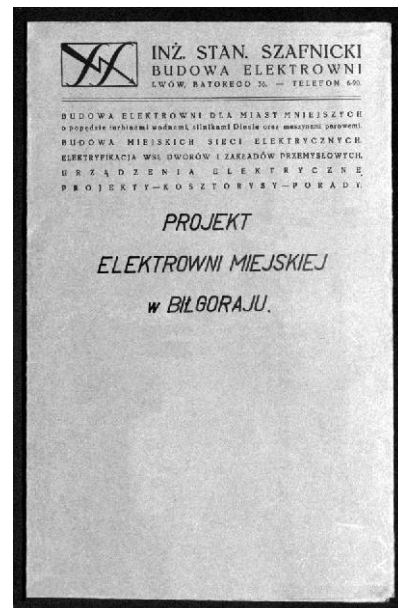 INŻ. STAN. SZAFNICKI
BUDOWA ELEKTROWNI
LWÓW, BATOREGO 36. — TELEFON 6-90.
BUDOWA ELEKTROWNI DLA MIAST MNIEJSZYCH
o popędzie turbinami wodnemi, silnikami Diesla oraz maszynami parowemi.
BUDOWA MIEJSKICH SIECI ELEKTRYCZNYCH.
ELEKTRYFIKACJA WSI, DWORÓW I ZAKŁADÓW PRZEMYSŁOWYCH.
URZĄDZENIA ELEKTRYCZNE
PROJEKTY—KOSZTORYSY—PORADY.
PROJEKT
ELEKTROWNI MIEJSKIEJ
w BIŁGORAJU.